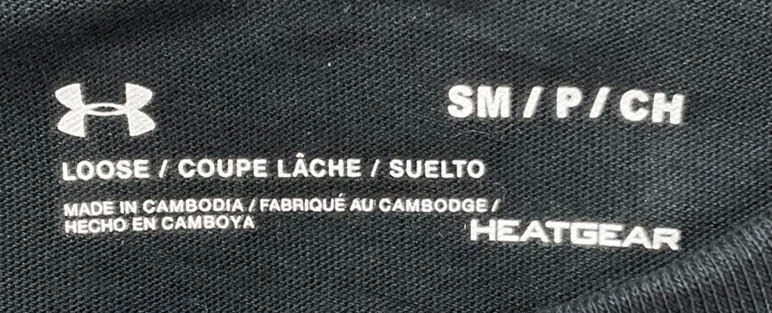 SM / P / CH
LOOSE / COUPE LÂCHE / SUELTO
MADE IN CAMBODIA / FABRIQUÉ AU CAMBODGE /
HECHO EN CAMBOYA
HEATGEAR